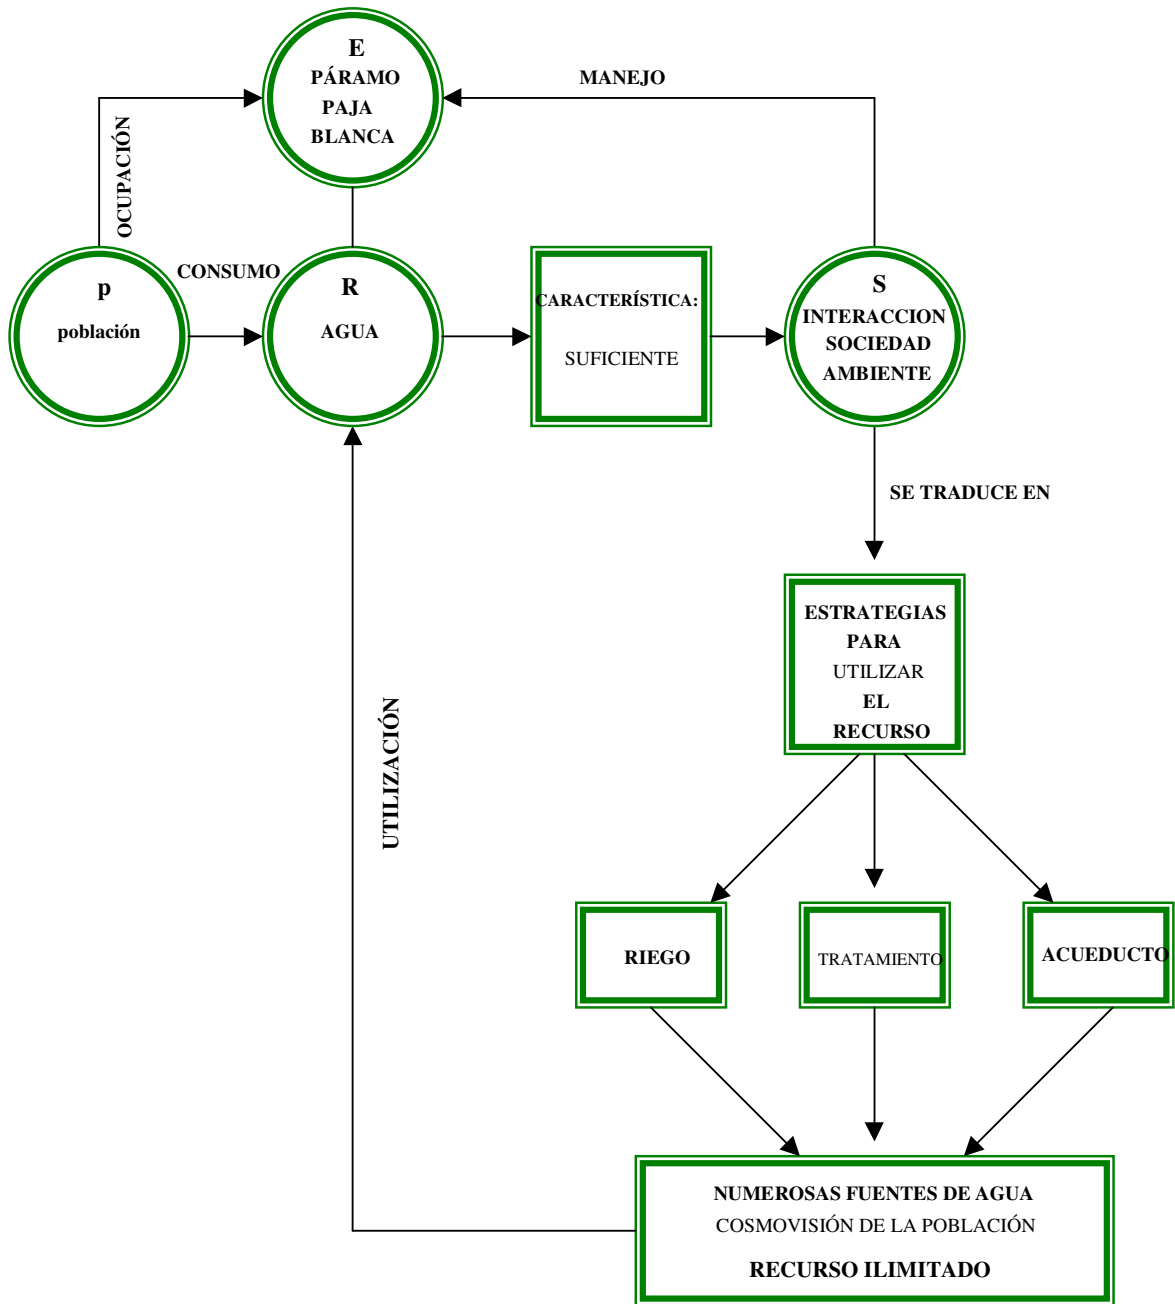 E
PÁRAMO
PAJA
BLANCA
MANEJO
OCUPACIÓN
CONSUMO
p
población
R
AGUA
CARACTERÍSTICA:
SUFICIENTE
S
INTERACCION
SOCIEDAD
AMBIENTE
SE TRADUCE EN
ESTRATEGIAS
PARA
UTILIZAR
EL
RECURSO
UTILIZACIÓN
RIEGO
TRATAMIENTO
ACUEDUCTO
NUMEROSAS FUENTES DE AGUA
COSMOVISIÓN DE LA POBLACIÓN
RECURSO ILIMITADO